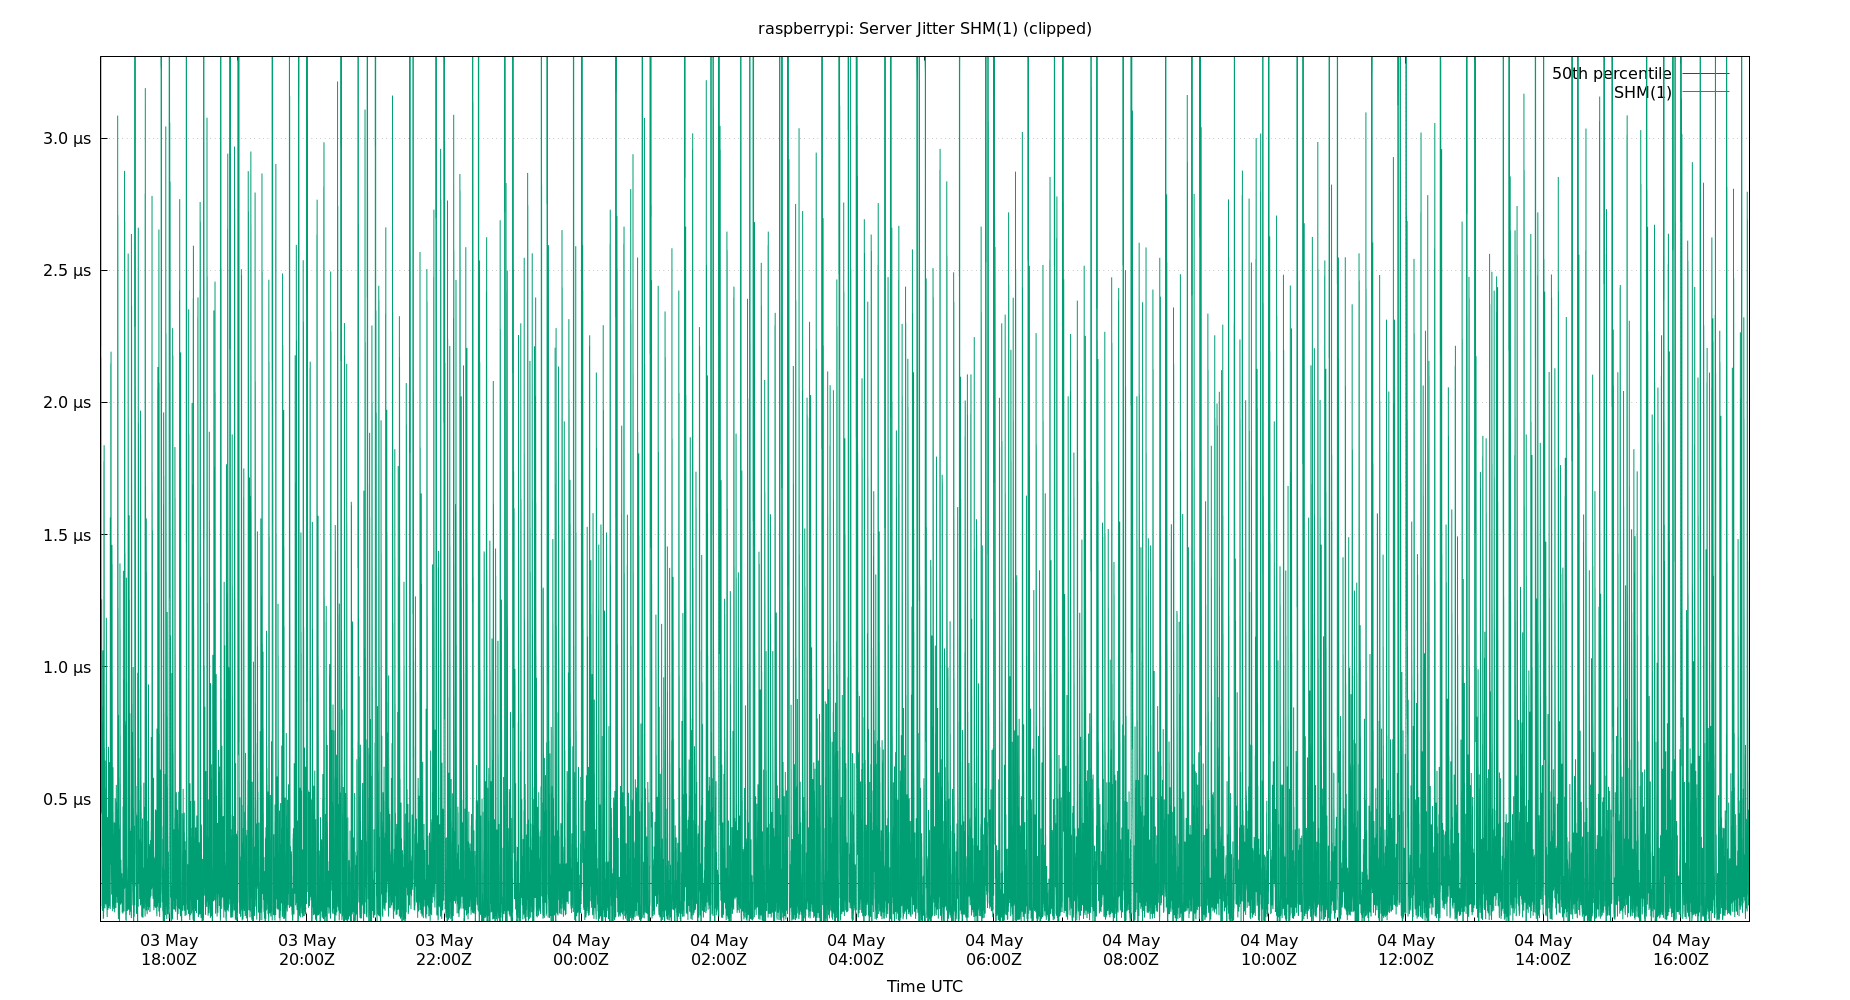 raspberrypi: Server Jitter SHM(1) (clipped)
50th percentile
SHM(1)
3.0 µs
2.5 µs
2.0 µs
1.5 µs
1.0 µs
0.5 µs
03 May 03 May 03 May 04 May 04 May 04 May 04 May 04 May 04 May 04 May 04 May 04 May
18:00Z 20:00Z 22:00Z 00:00Z 02:00Z 04:00Z 06:00Z 08:00Z 10:00Z 12:00Z 14:00Z 16:00Z
Time UTC